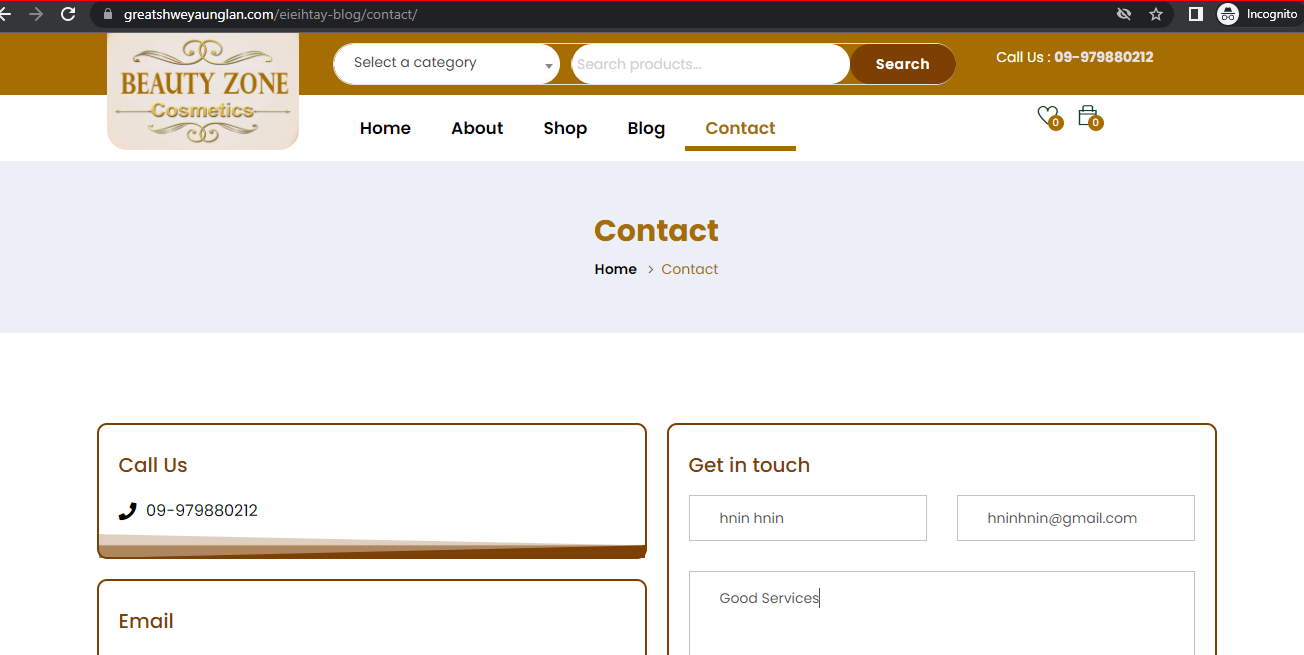 greatshweyaunglan.com/eieihtay-blog/contact/
Incognito
BEAUTY ZONE
Cosmetics
Select a category
Search products...
Search
Call Us : 09-979880212
Home
About
Shop
Blog
Contact
0
0
Contact
Home > Contact
Call Us
09-979880212
Email
Get in touch
hnin hnin
hninhnin@gmail.com
Good Services